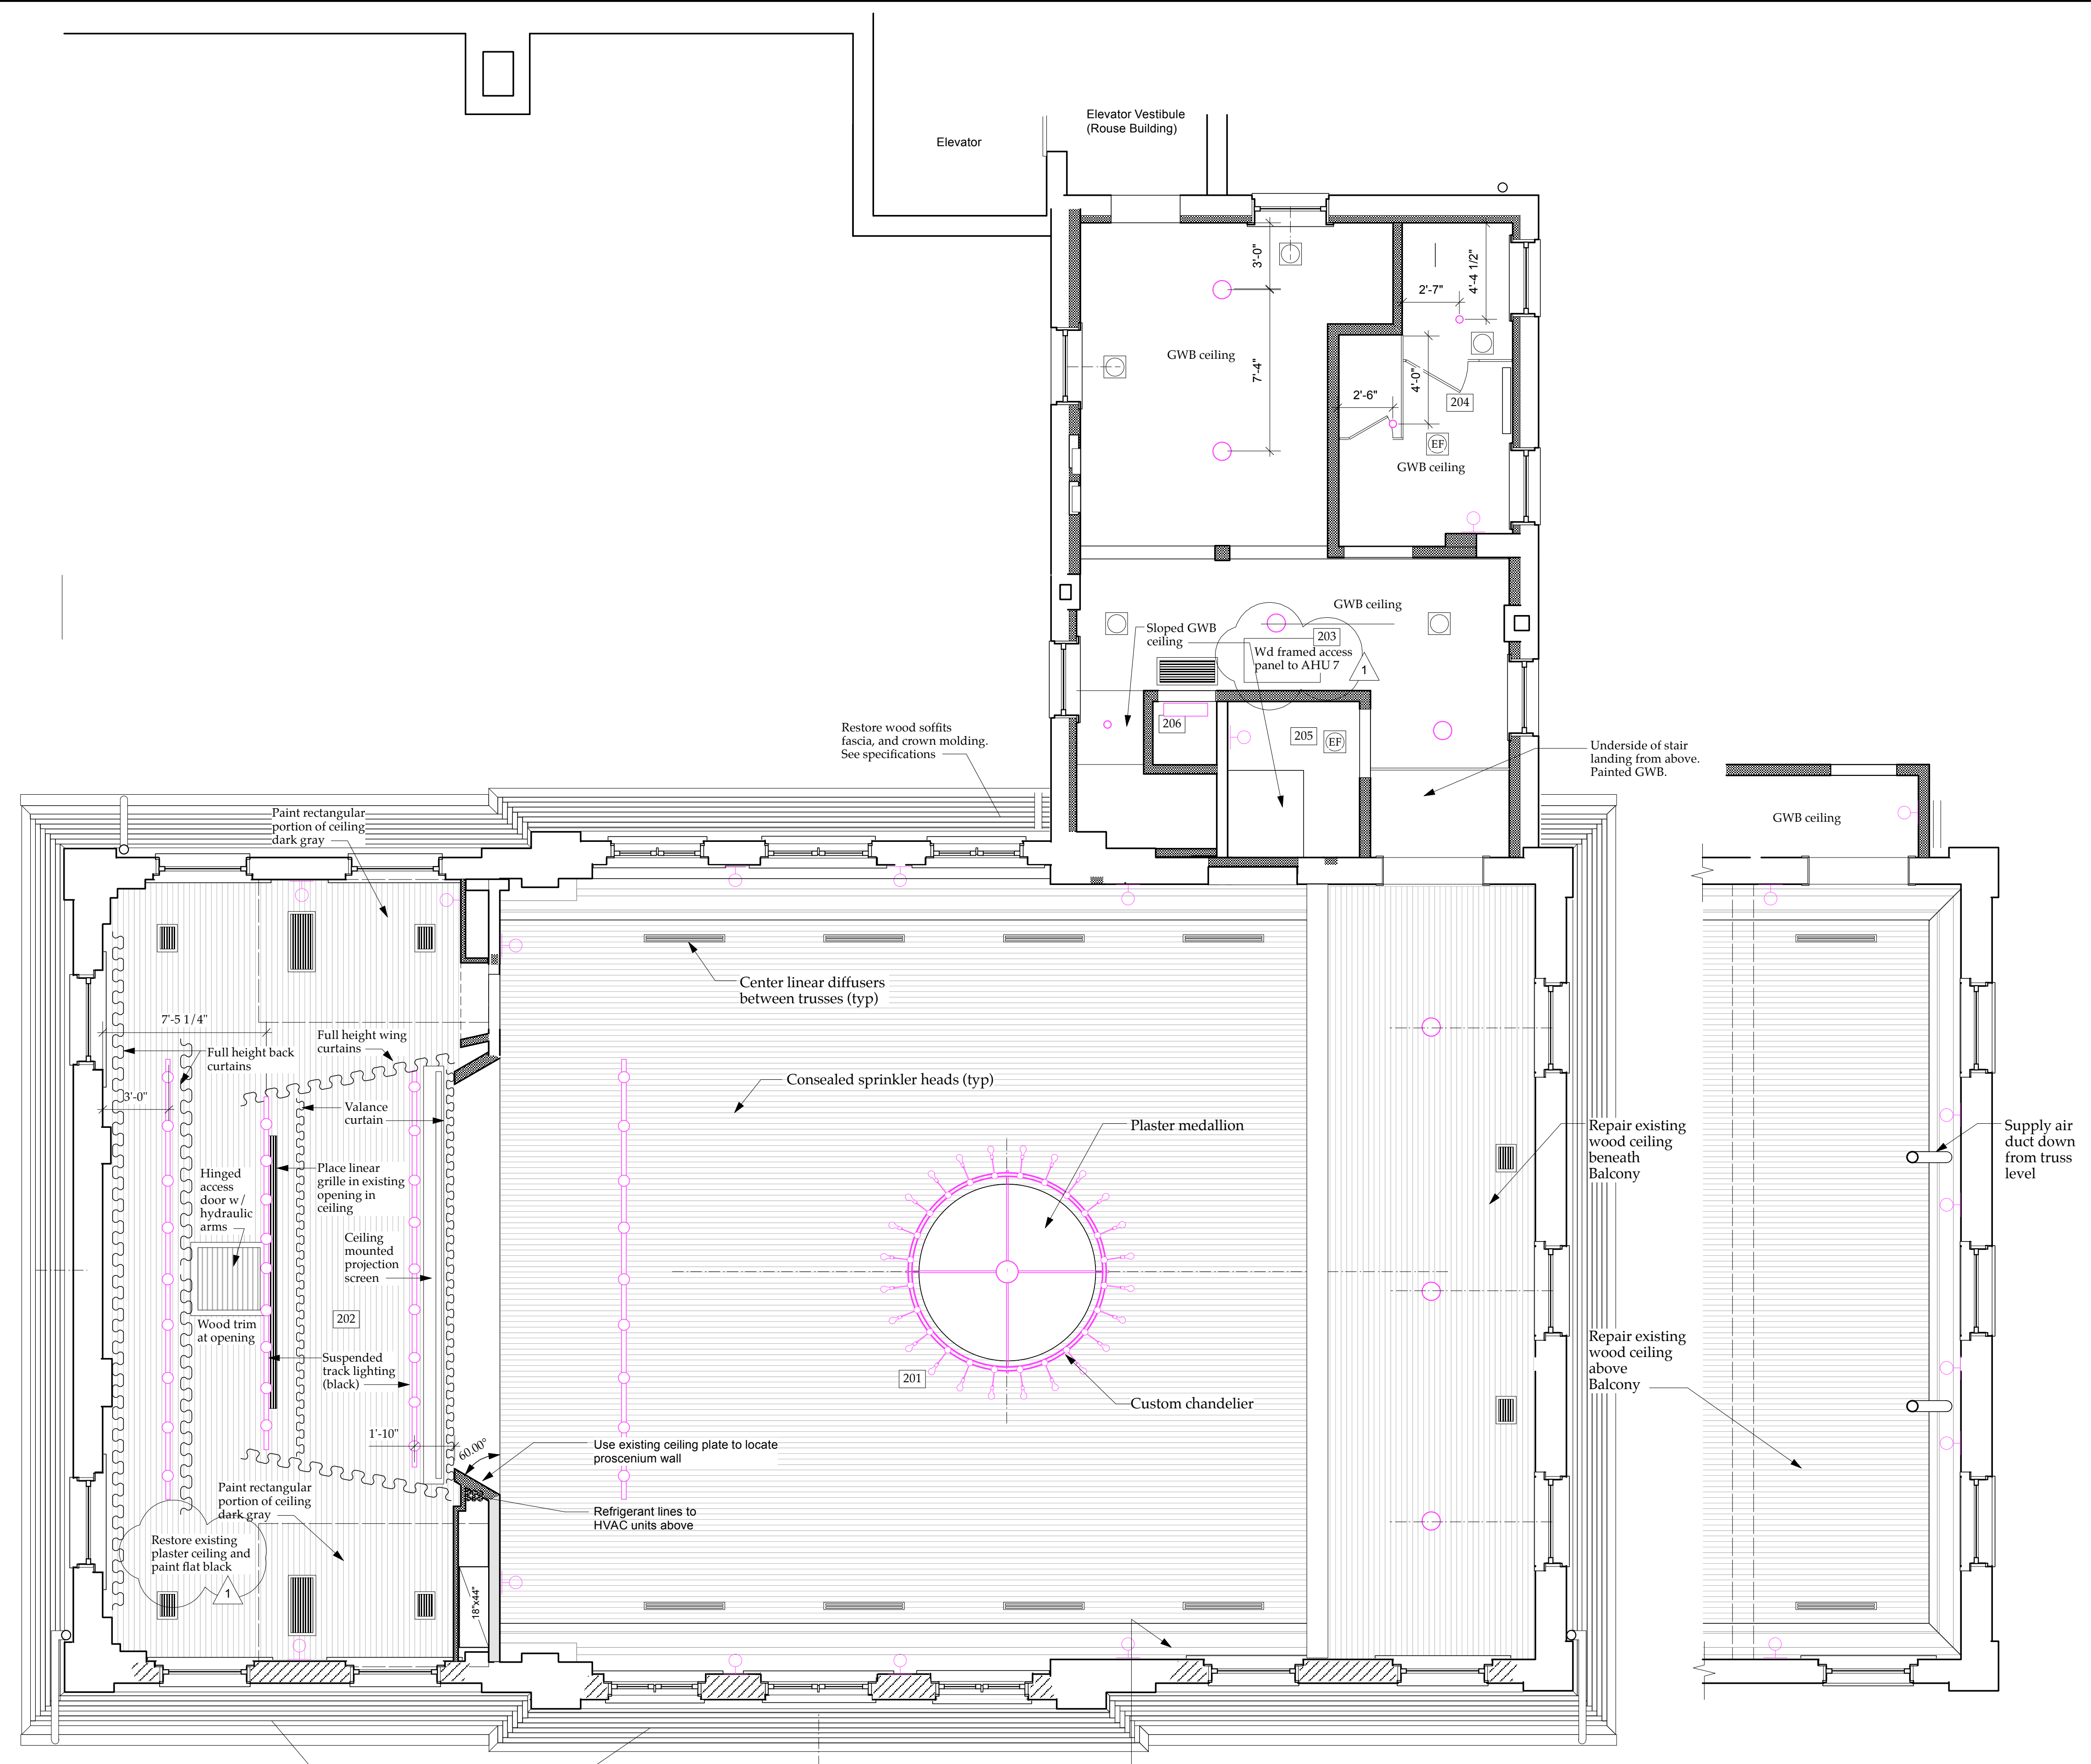 Elevator Vestibule
(Rouse Building)
Elevator
3'-0"
7'-4"
GWB ceiling
2'-7"
4'-4 1/2"
4'-0"
2'-6"
204
EF
GWB ceiling
GWB ceiling
Sloped GWB
ceiling
203
Wd framed access
panel to AHU 7
1
206
205
EF
Restore wood soffits
fascia, and crown molding.
See specifications
Underside of stair
landing from above.
Painted GWB.
GWB ceiling
Paint rectangular
portion of ceiling
dark gray
Center linear diffusers
between trusses (typ)
7'-5 1/4"
Full height wing
curtains
Full height back
curtains
3'-0"
Valance
curtain
Consealed sprinkler heads (typ)
Plaster medallion
Repair existing
wood ceiling
beneath
Balcony
Supply air
duct down
from truss
level
Hinged
access
door w/
hydraulic
arms
Place linear
grille in existing
opening in
ceiling
Ceiling
mounted
projection
screen
Wood trim
at opening
202
Suspended
track lighting
(black)
201
Custom chandelier
Repair existing
wood ceiling
above
Balcony
1'-10"
60.00°
Use existing ceiling plate to locate
proscenium wall
Refrigerant lines to
HVAC units above
Paint rectangular
portion of ceiling
dark gray
Restore existing
plaster ceiling and
paint flat black
1
18"x44"